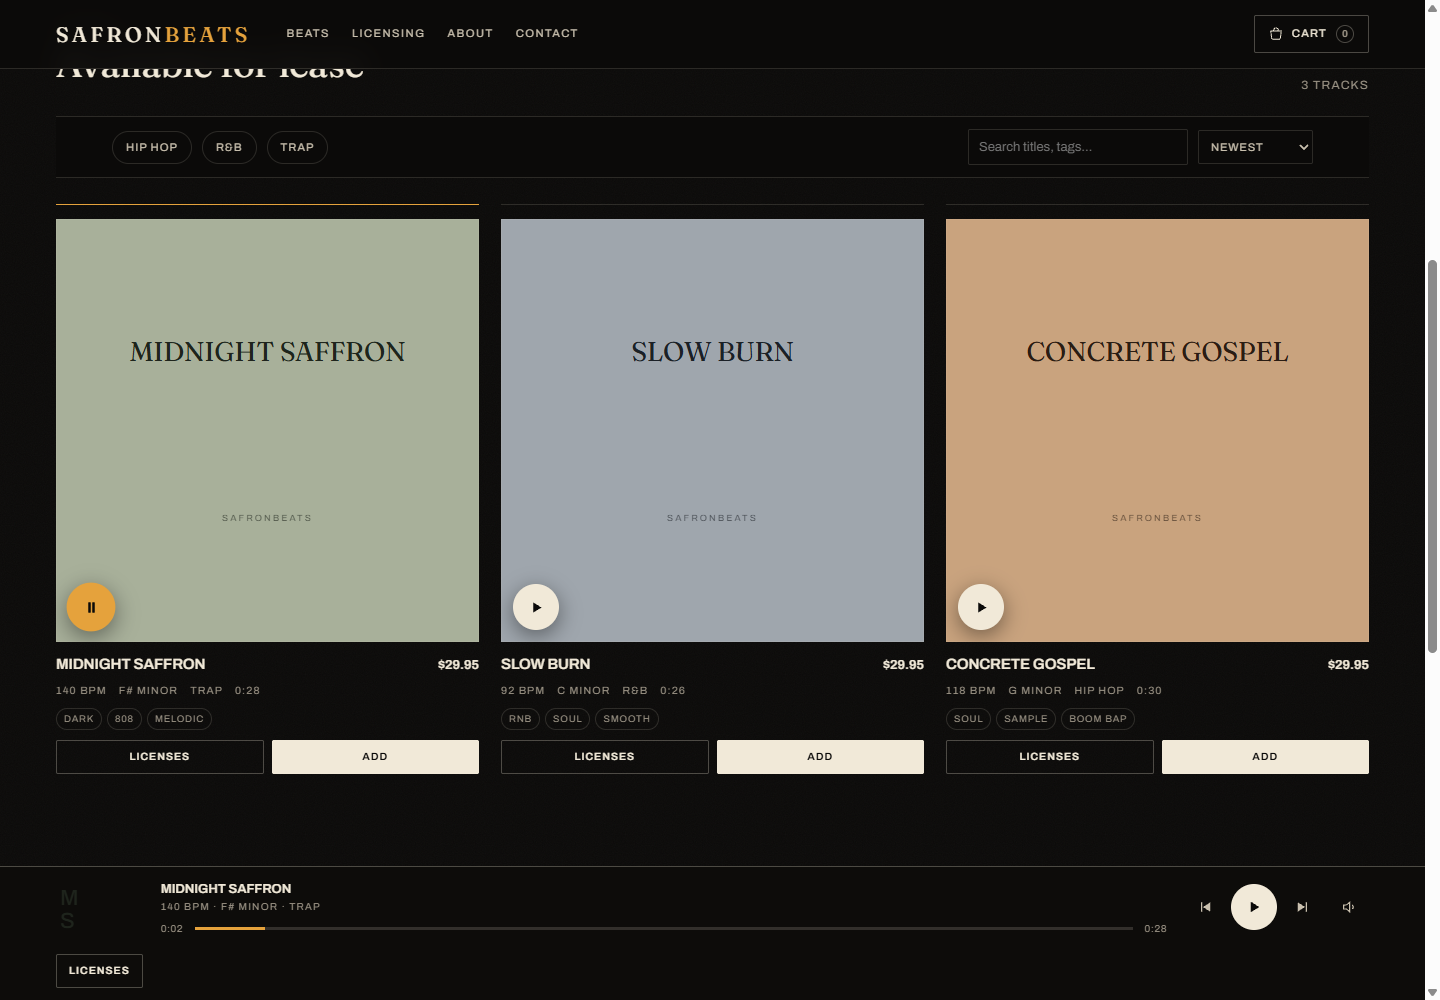 SAFRONBEATS BEATS LICENSING ABOUT CONTACT CART 0
Available for lease
3 TRACKS
HIP HOP R&B TRAP Search titles, tags... NEWEST
MIDNIGHT SAFFRON SLOW BURN CONCRETE GOSPEL
SAFRONBEATS SAFRONBEATS SAFRONBEATS
MIDNIGHT SAFFRON $29.95 SLOW BURN $29.95 CONCRETE GOSPEL $29.95
140 BPM F# MINOR TRAP 0:28 92 BPM C MINOR R&B 0:26 118 BPM G MINOR HIP HOP 0:30
DARK 808 MELODIC RNB SOUL SMOOTH SOUL SAMPLE BOOM BAP
LICENSES ADD LICENSES ADD LICENSES ADD
M
S
MIDNIGHT SAFFRON
140 BPM · F# MINOR · TRAP
0:02 0:28
LICENSES